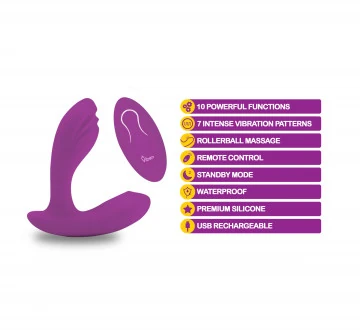 10 POWERFUL FUNCTIONS
7 INTENSE VIBRATION PATTERNS
ROLLERBALL MASSAGE
REMOTE CONTROL
STANDBY MODE
WATERPROOF
PREMIUM SILICONE
USB RECHARGEABLE